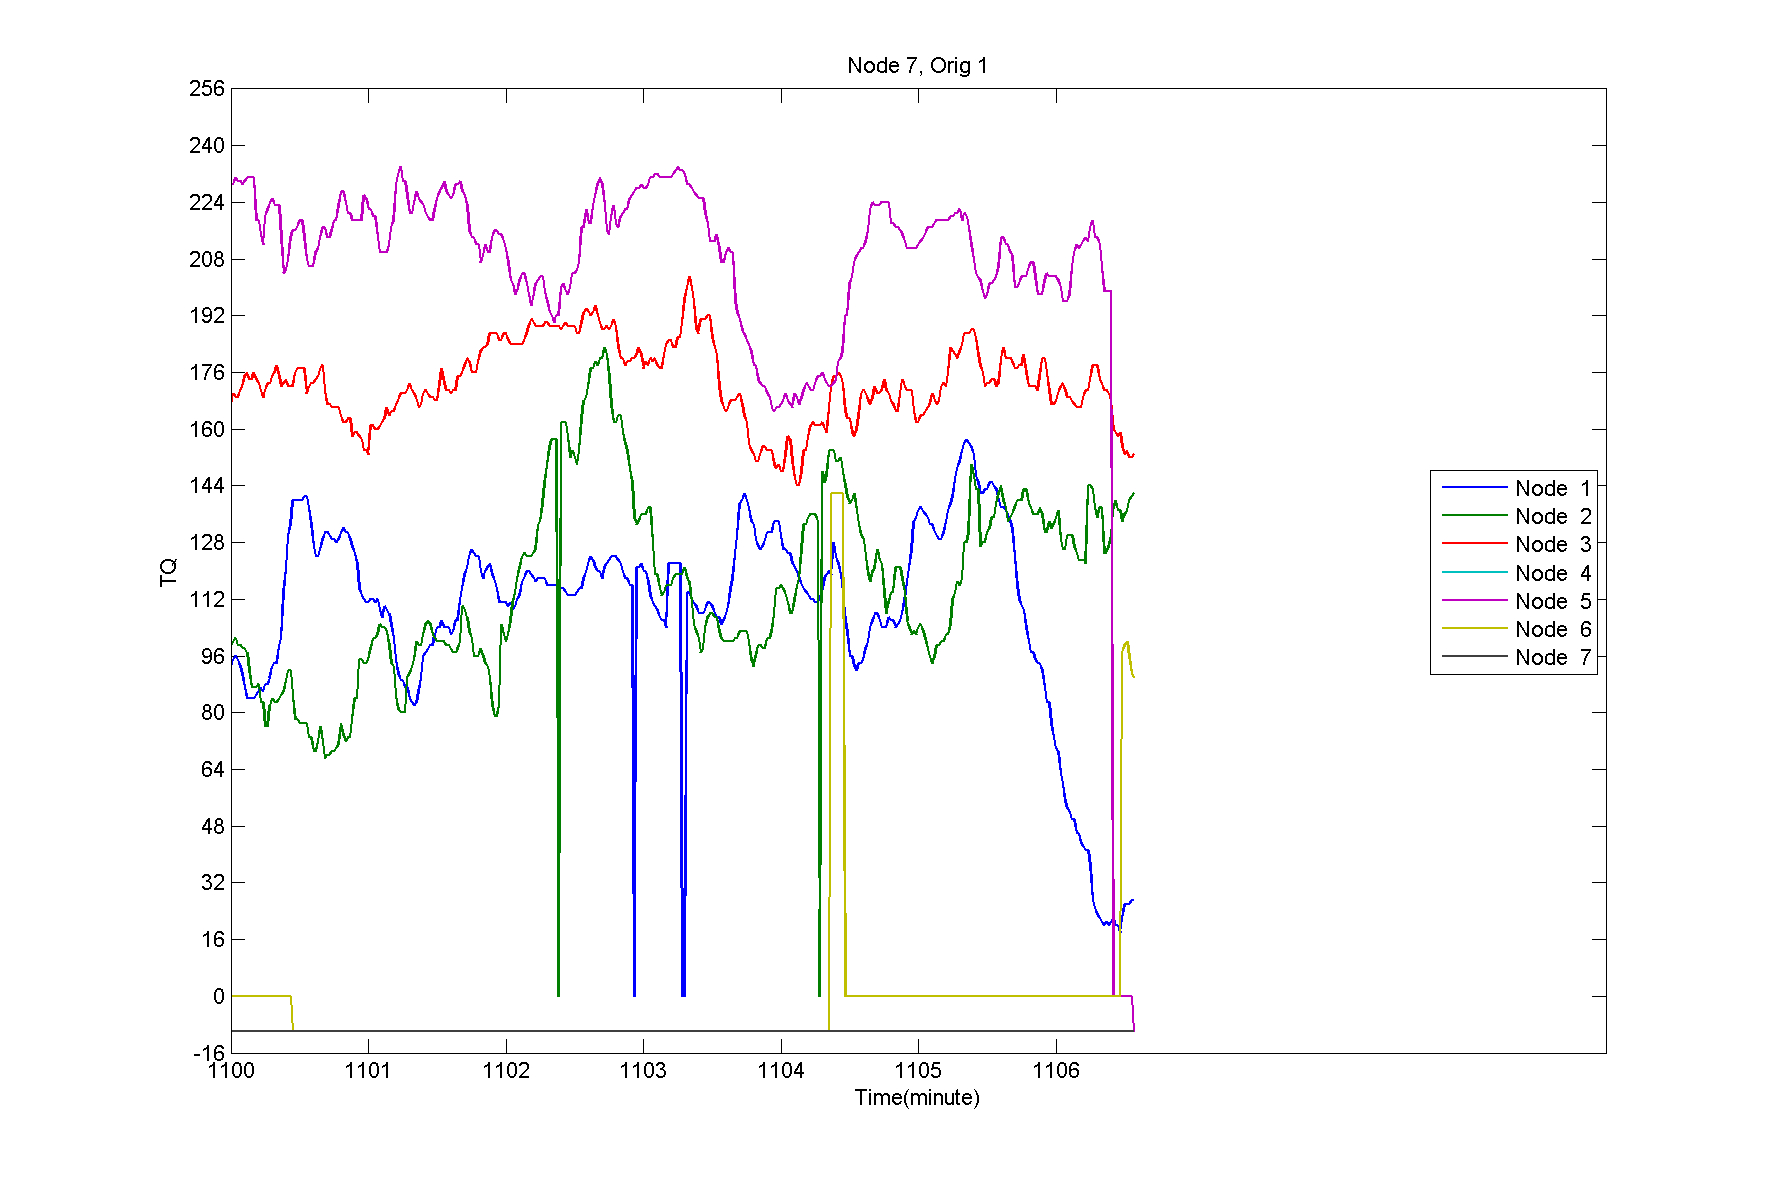 Node 7, Orig 1
256
240
224
208
192
176
160
144
128
112
96
80
64
48
32
16
0
-16
TQ
1100 1101 1102 1103 1104 1105 1106
Time(minute)
Node 1
Node 2
Node 3
Node 4
Node 5
Node 6
Node 7